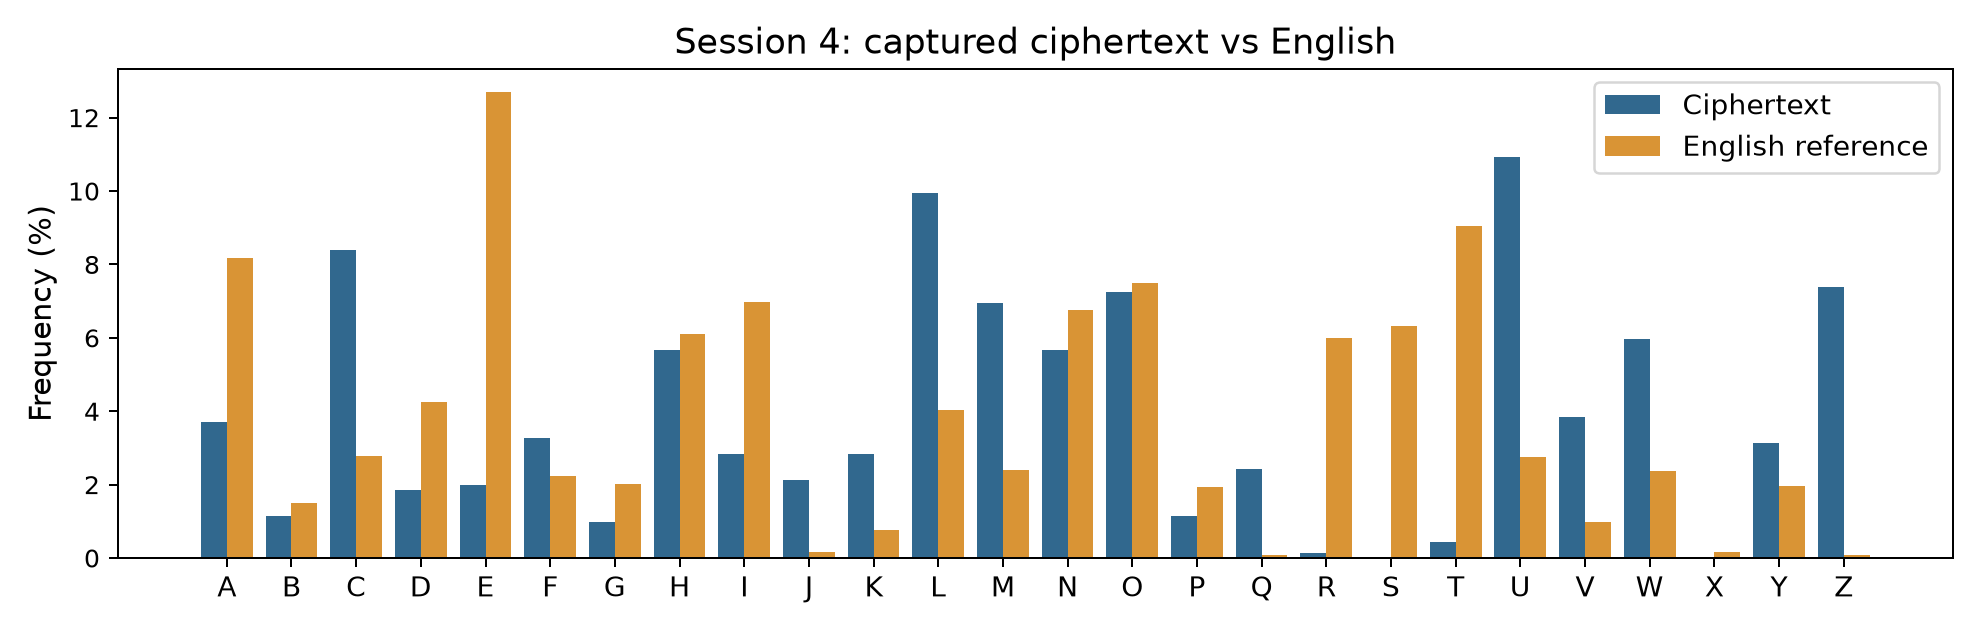 Session 4: captured ciphertext vs English
Ciphertext
English reference
Frequency (%)
12
10
8
6
4
2
0
A B C D E F G H I J K L M N O P Q R S T U V W X Y Z